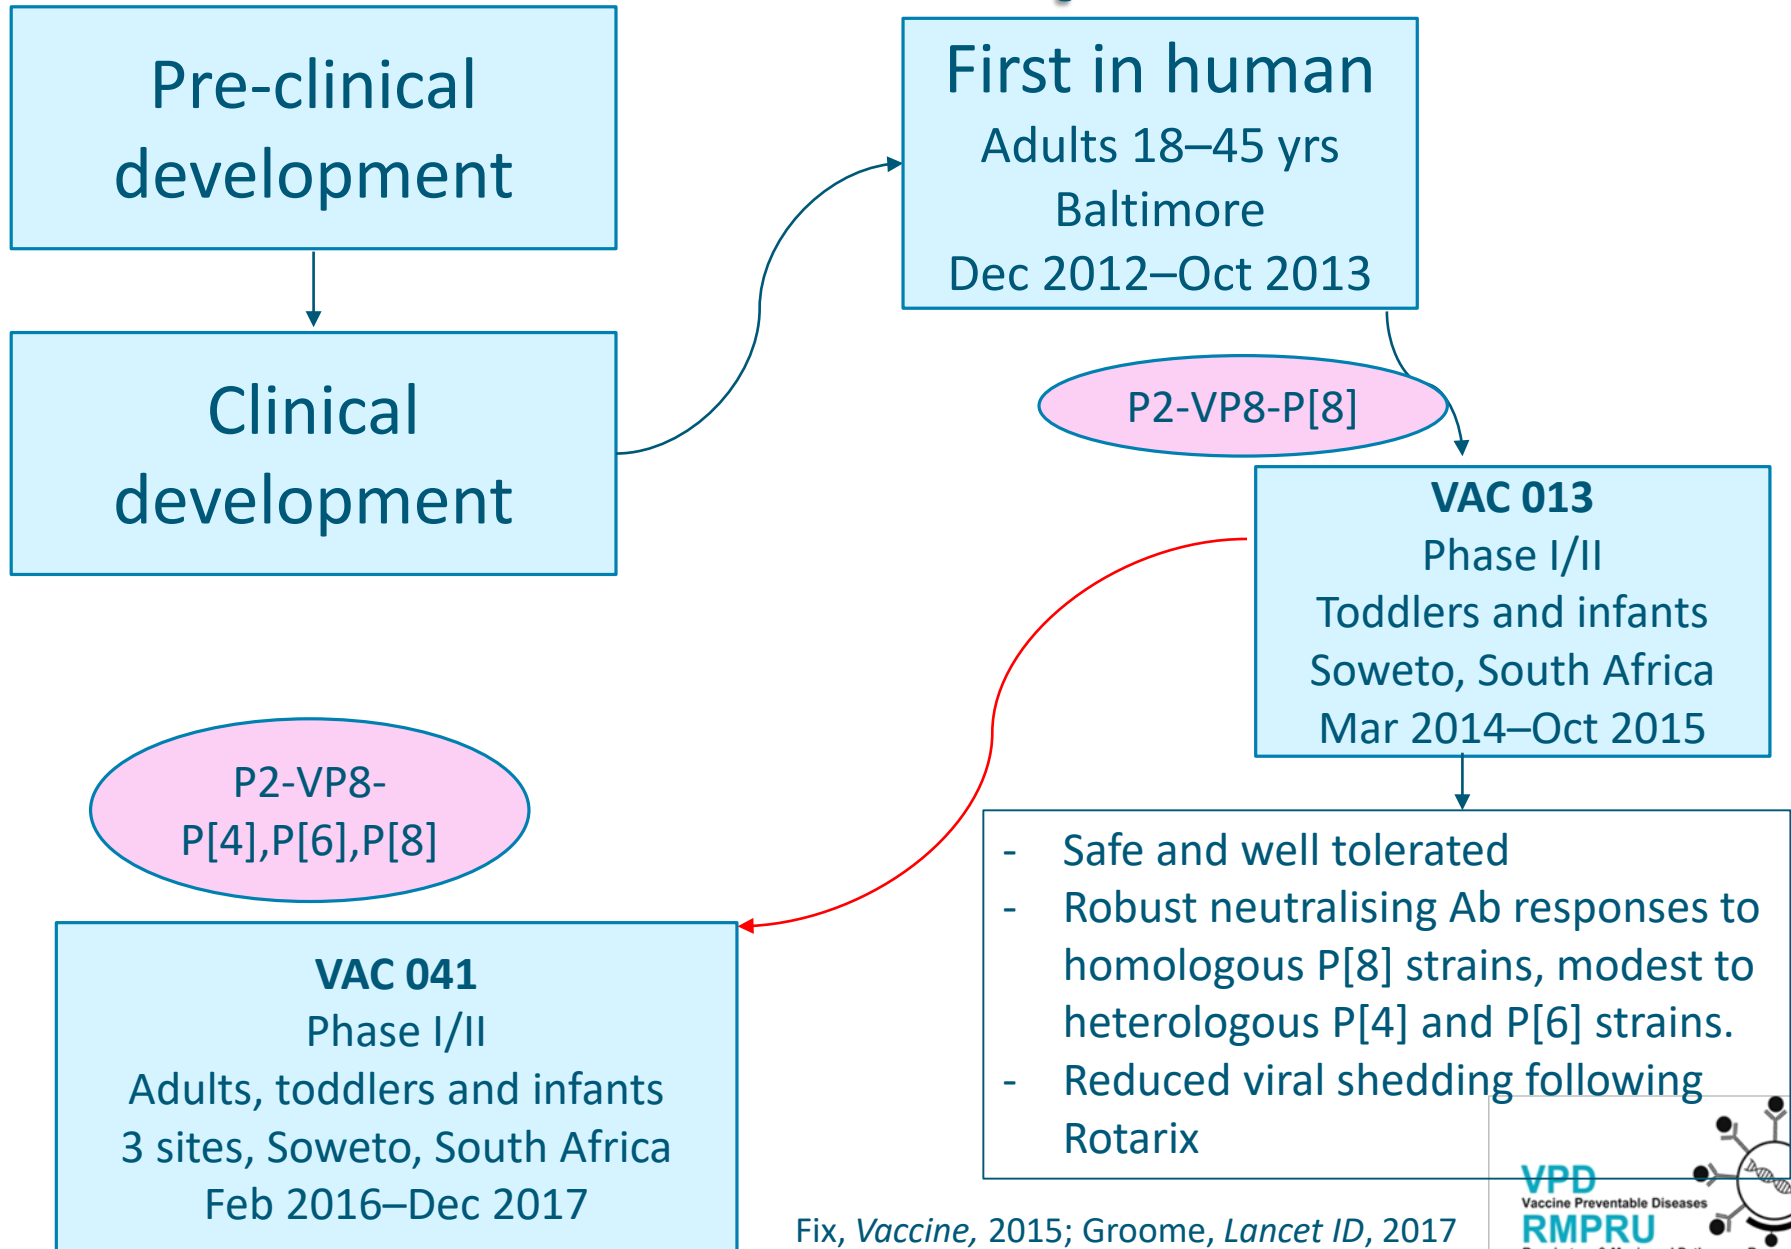 Pre-clinical
development
Clinical
development
First in human
Adults 18–45 yrs
Baltimore
Dec 2012–Oct 2013
P2-VP8-P[8]
VAC 013
Phase I/II
Toddlers and infants
Soweto, South Africa
Mar 2014–Oct 2015
- Safe and well tolerated
- Robust neutralising Ab responses to
homologous P[8] strains, modest to
heterologous P[4] and P[6] strains.
- Reduced viral shedding following
Rotarix
P2-VP8-
P[4],P[6],P[8]
VAC 041
Phase I/II
Adults, toddlers and infants
3 sites, Soweto, South Africa
Feb 2016–Dec 2017
Fix, Vaccine, 2015; Groome, Lancet ID, 2017
VPD
Vaccine Preventable Diseases
RMPRU